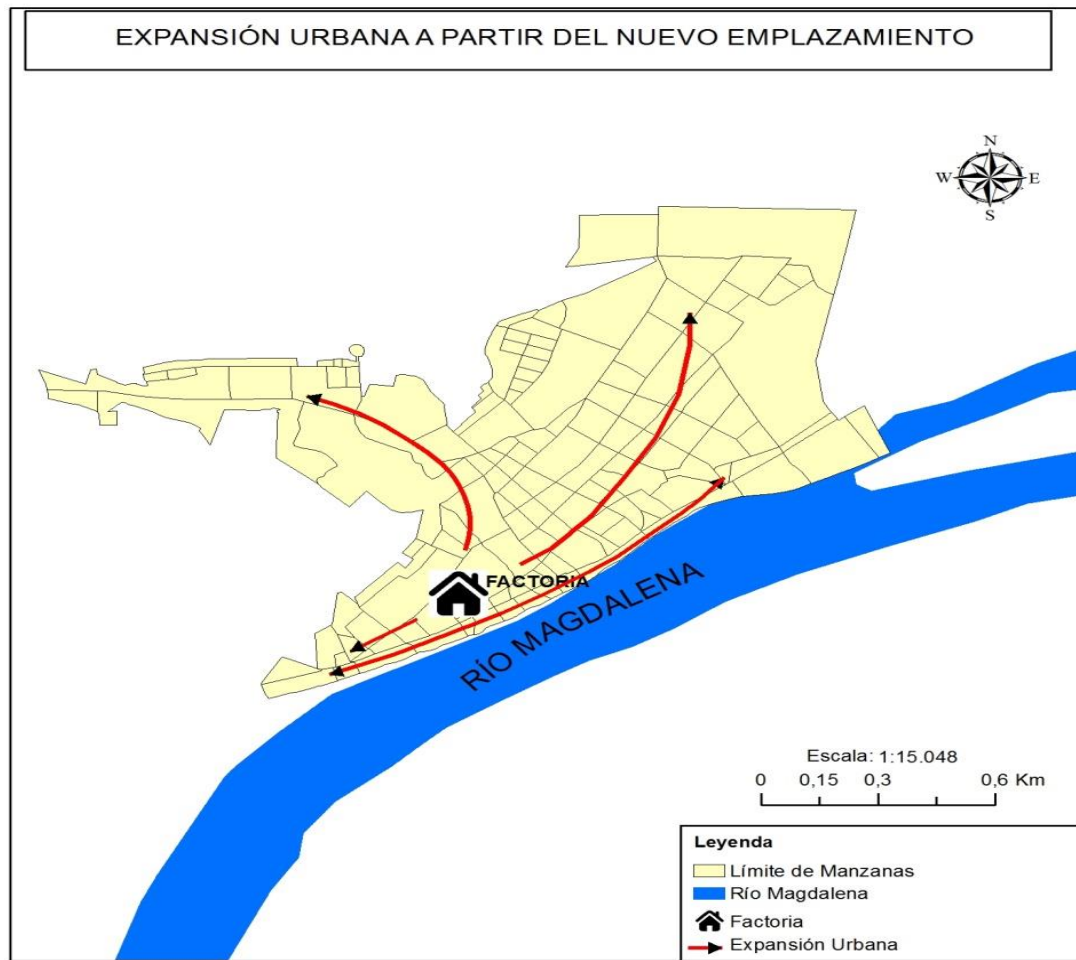 EXPANSIÓN URBANA A PARTIR DEL NUEVO EMPLAZAMIENTO
N
W E
S
FACTORIA
RÍO MAGDALENA
Escala: 1:15.048
0 0,15 0,3 0,6 Km
Leyenda
Límite de Manzanas
Río Magdalena
Factoria
Expansión Urbana